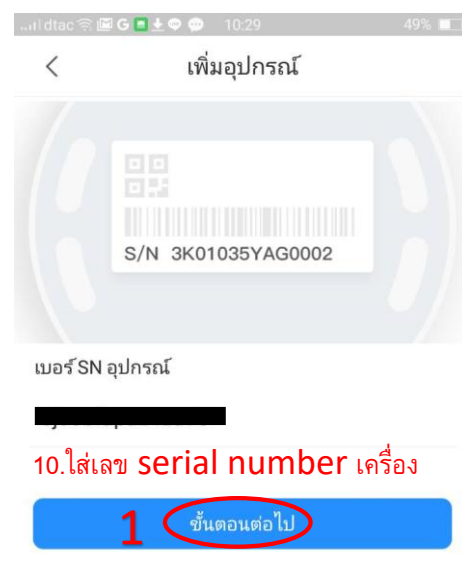 dtac G 10:29 49%
เพิ่มอุปกรณ์
S/N 3K01035YAG0002
เบอร์ SN อุปกรณ์
10.ใส่เลข serial number เครื่อง
1 ขั้นตอนต่อไป